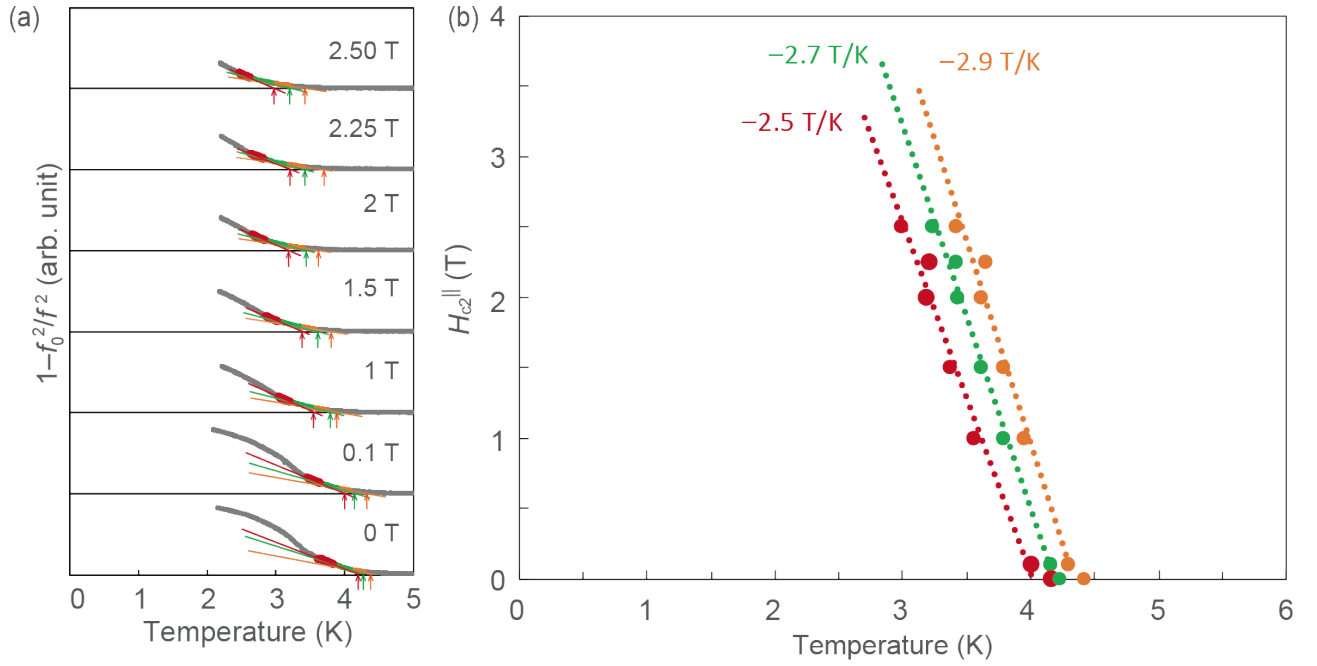 (a)
2.50 T
2.25 T
2 T
1.5 T
1 T
0.1 T
0 T
1–f₀²/f² (arb. unit)
0 1 2 3 4 5
Temperature (K)
(b)
4
3
2
1
0
H_c2^|| (T)
−2.7 T/K
−2.9 T/K
−2.5 T/K
0 1 2 3 4 5 6
Temperature (K)